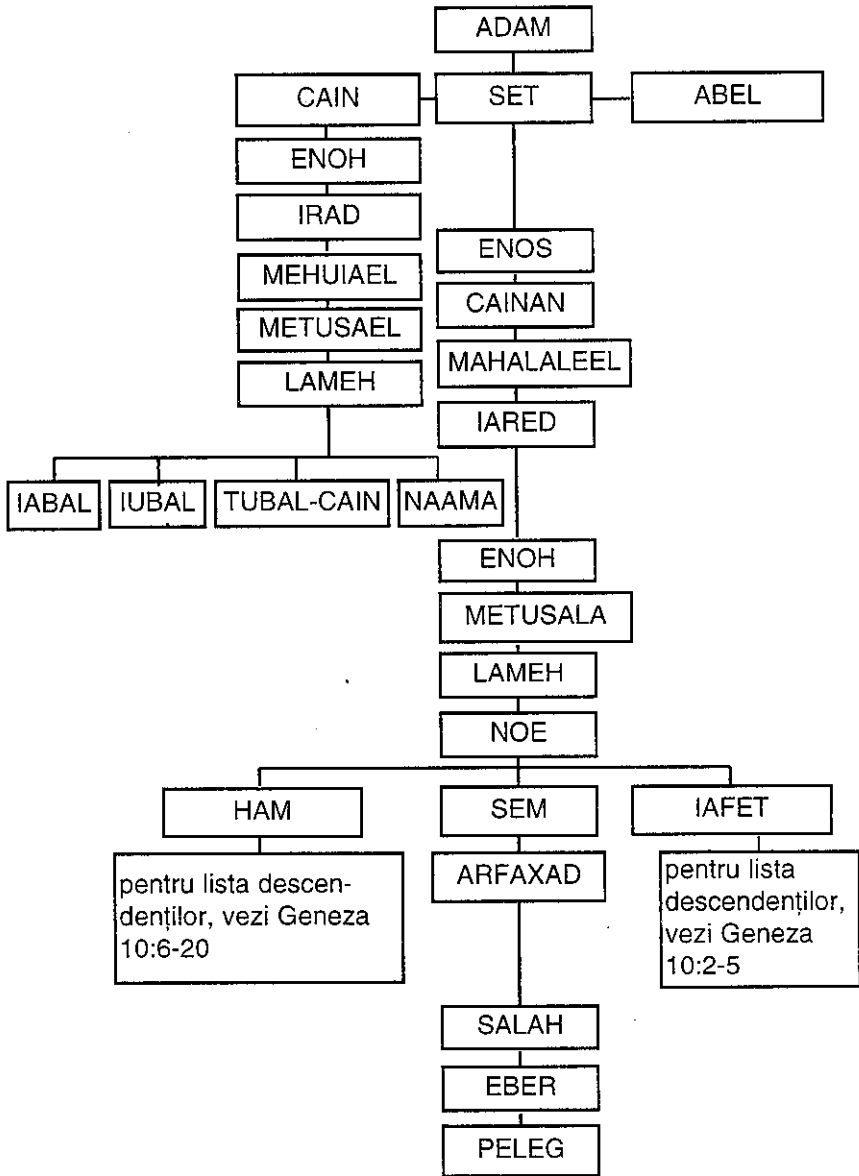 ADAM
CAIN
SET
ABEL
ENOH
IRAD
MEHUIAEL
METUSAEL
LAMEH
IABAL
IUBAL
TUBAL-CAIN
NAAMA
ENOS
CAINAN
MAHALALEEL
IARED
ENOH
METUSALA
LAMEH
NOE
HAM
SEM
IAFET
pentru lista descen-
denților, vezi Geneza
10:6-20
ARFAXAD
pentru lista
descendenților,
vezi Geneza
10:2-5
SALAH
EBER
PELEG